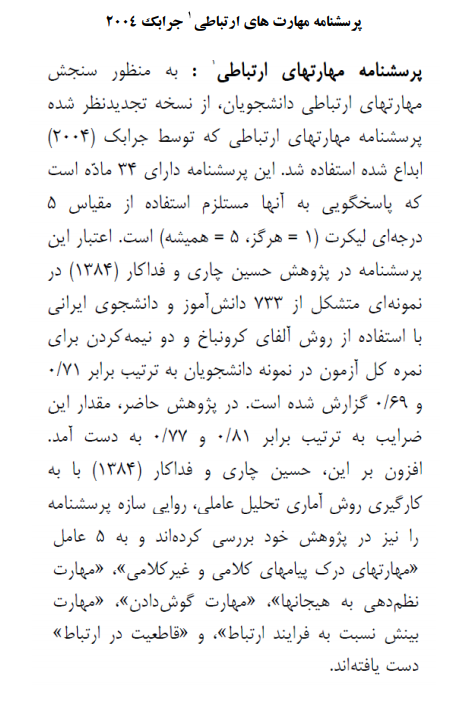 پرسشنامه مهارت های ارتباطی۱ جرابک ۲۰۰۴
پرسشنامه مهارتهای ارتباطی۱ : به منظور سنجش
مهارتهای ارتباطی دانشجویان، از نسخه تجدیدنظر شده
پرسشنامه مهارتهای ارتباطی که توسط جرابک (۲۰۰۴)
ابداع شده استفاده شد. این پرسشنامه دارای ۳۴ مادّه است
که پاسخگویی به آنها مستلزم استفاده از مقیاس ۵
درجه‌ای لیکرت (۱ = هرگز، ۵ = همیشه) است. اعتبار این
پرسشنامه در پژوهش حسین چاری و فداکار (۱۳۸۴) در
نمونه‌ای متشکل از ۷۳۳ دانش‌آموز و دانشجوی ایرانی
با استفاده از روش آلفای کرونباخ و دو نیمه‌کردن برای
نمره کل آزمون در نمونه دانشجویان به ترتیب برابر ۰/۷۱
و ۰/۶۹ گزارش شده است. در پژوهش حاضر، مقدار این
ضرایب به ترتیب برابر ۰/۸۱ و ۰/۷۷ به دست آمد.
افزون بر این، حسین چاری و فداکار (۱۳۸۴) با به
کارگیری روش آماری تحلیل عاملی، روایی سازه پرسشنامه
را نیز در پژوهش خود بررسی کرده‌اند و به ۵ عامل
«مهارتهای درک پیامهای کلامی و غیرکلامی»، «مهارت
نظم‌دهی به هیجانها»، «مهارت گوش‌دادن»، «مهارت
بینش نسبت به فرایند ارتباط»، و «قاطعیت در ارتباط»
دست یافته‌اند.